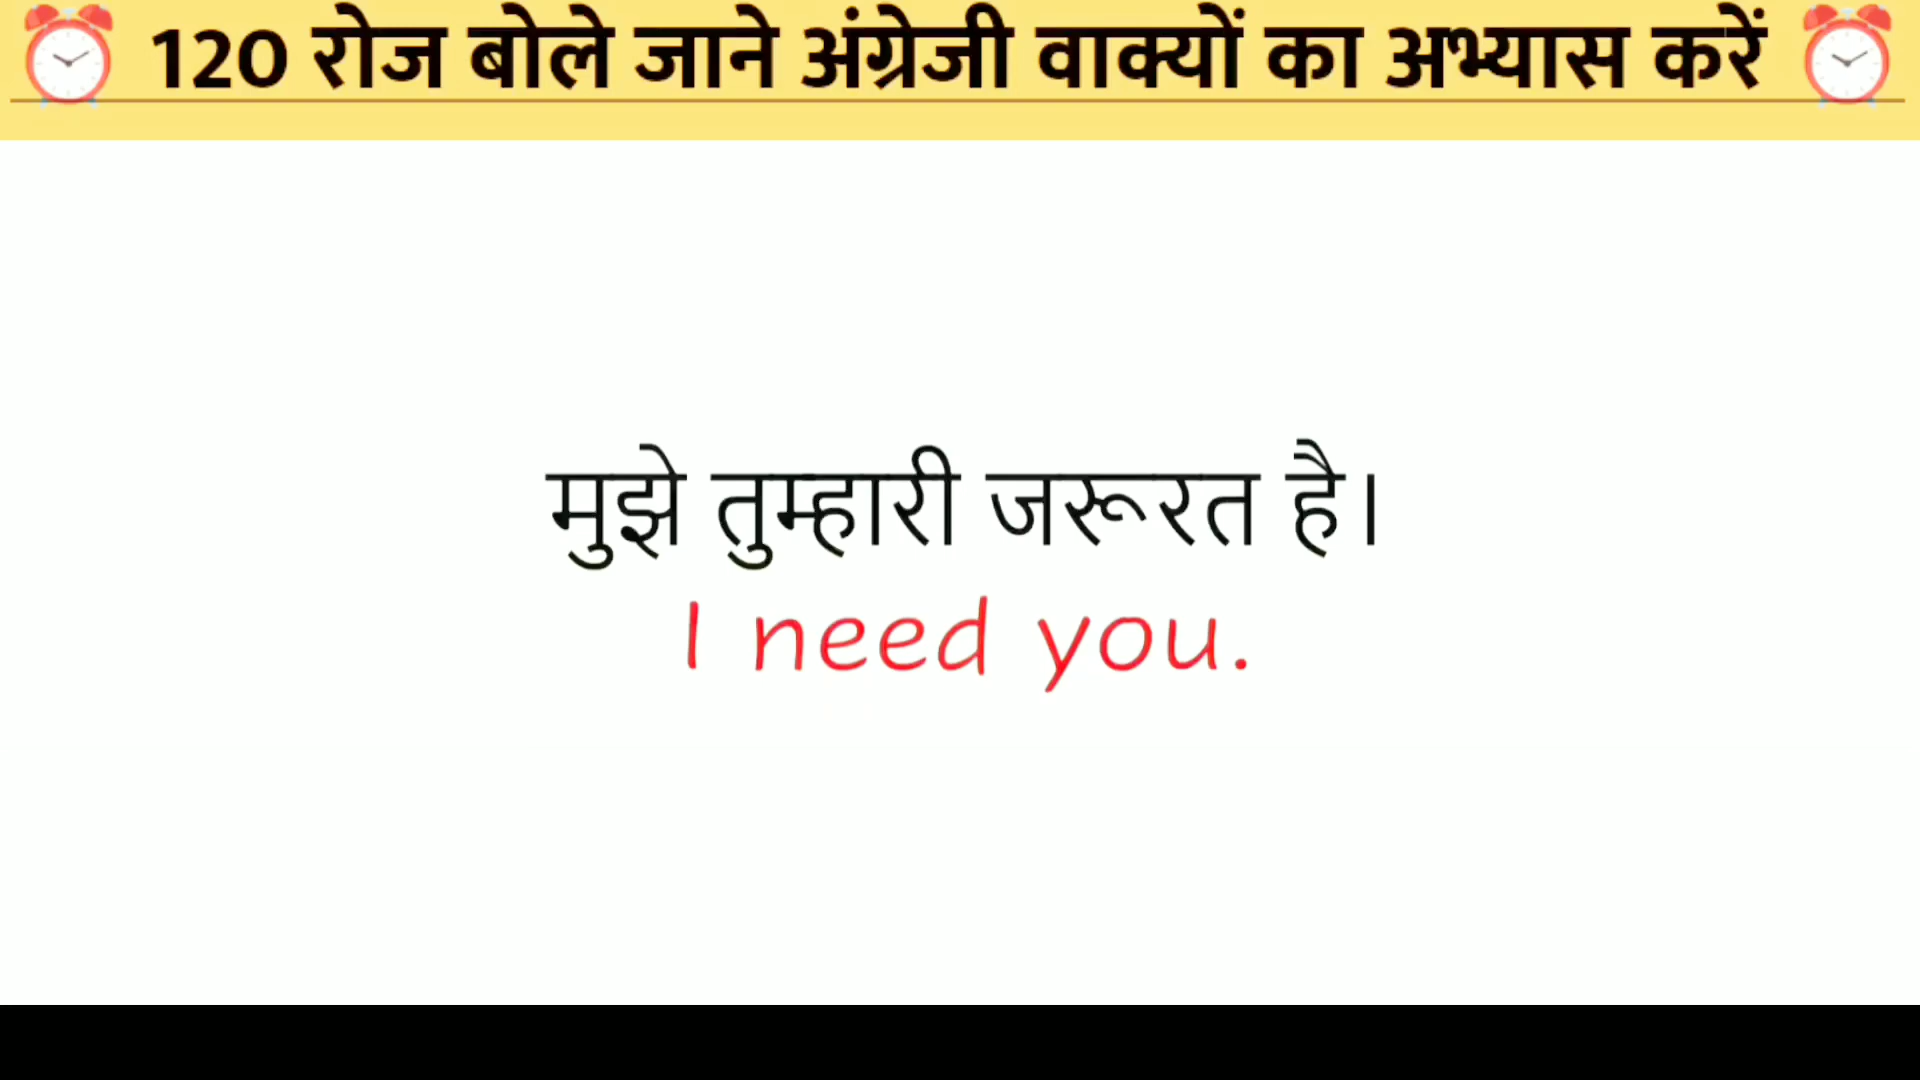 120 रोज बोले जाने अंग्रेजी वाक्यों का अभ्यास करें
मुझे तुम्हारी जरूरत है।
I need you.